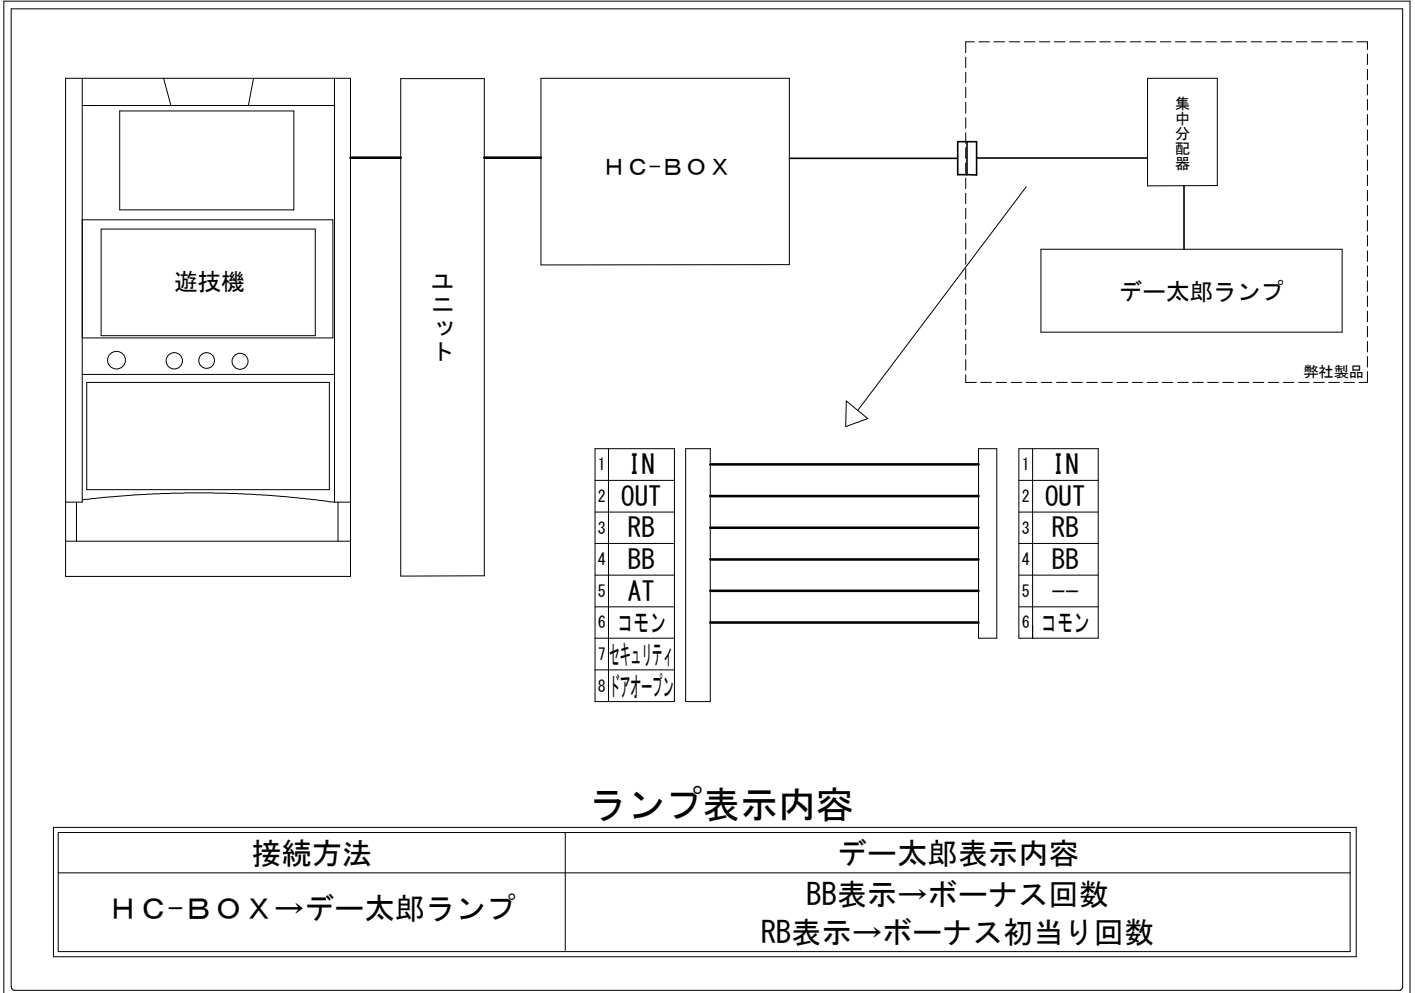 集中分配器
HC-BOX
遊技機
ユニット
デー太郎ランプ
弊社製品
1 IN
2 OUT
3 RB
4 BB
5 AT
6 コモン
7 セキュリティ
8 ドアオープン
1 IN
2 OUT
3 RB
4 BB
5 --
6 コモン
ランプ表示内容
接続方法 デー太郎表示内容
HC-BOX→デー太郎ランプ
BB表示→ボーナス回数
RB表示→ボーナス初当り回数